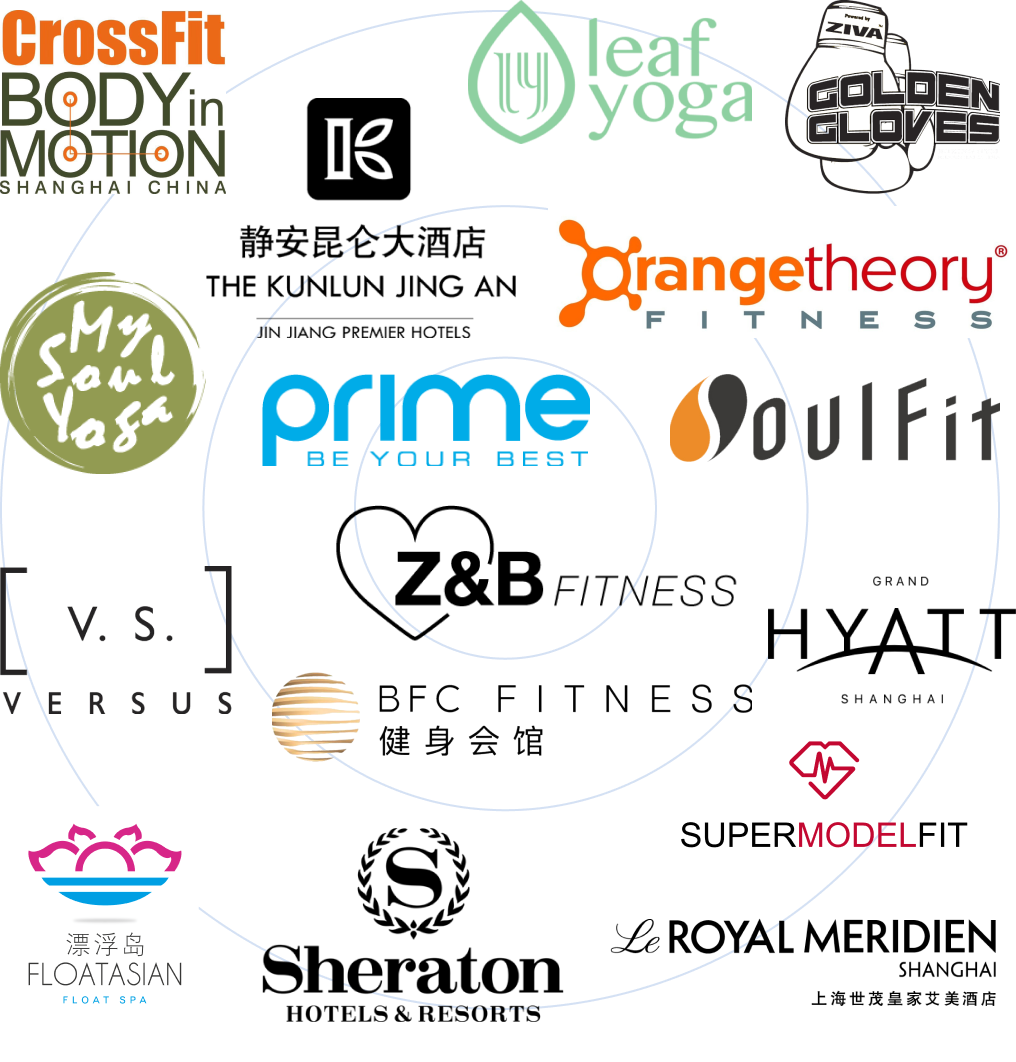 CrossFit
BODY in
MOTION
SHANGHAI CHINA
leaf
yoga
ly
Powered by
ZIVA
GOLDEN
GLOVES
K
静安昆仑大酒店
THE KUNLUN JING AN
JIN JIANG PREMIER HOTELS
Orangetheory®
FITNESS
My
Soul
Yoga
prime
BE YOUR BEST
SoulFit
Z&B FITNESS
V. S.
VERSUS
GRAND
HYATT
SHANGHAI
BFC FITNESS
健身会馆
SUPERMODELFIT
漂浮岛
FLOATASIAN
FLOAT SPA
S
Sheraton
HOTELS & RESORTS
Le ROYAL MERIDIEN
SHANGHAI
上海世茂皇家艾美酒店